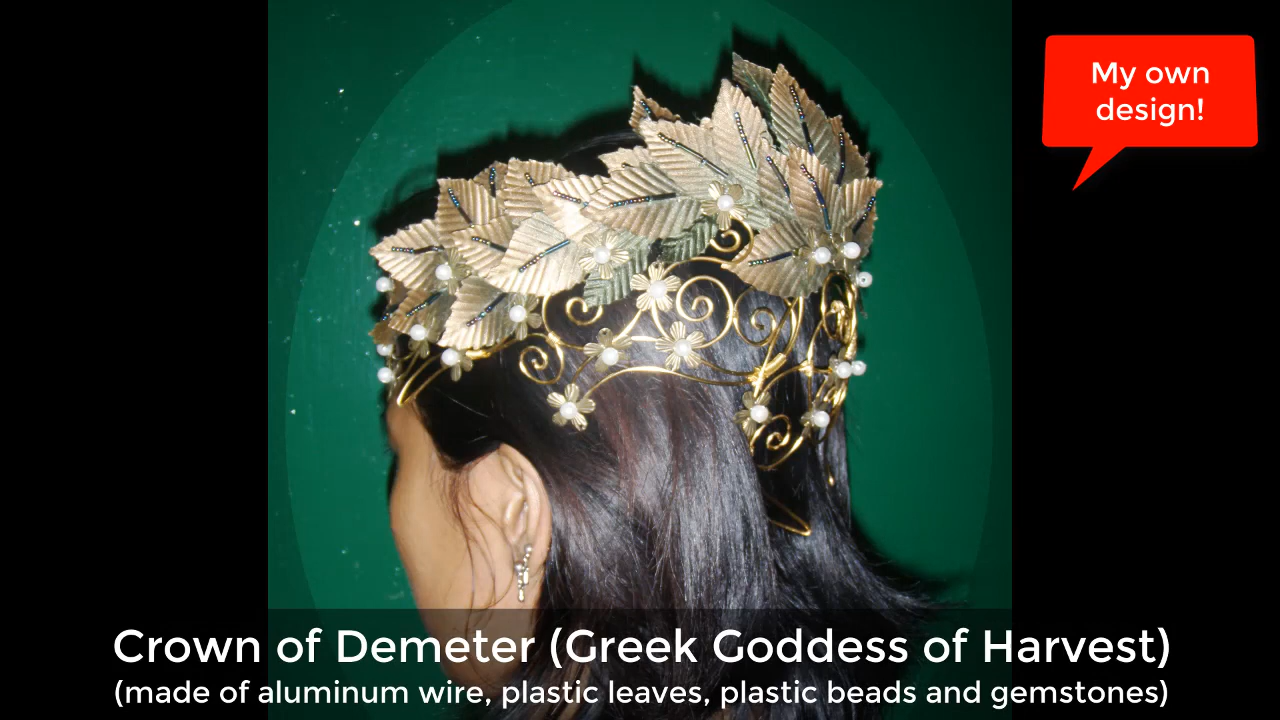 My own
design!
Crown of Demeter (Greek Goddess of Harvest)
(made of aluminum wire, plastic leaves, plastic beads and gemstones)